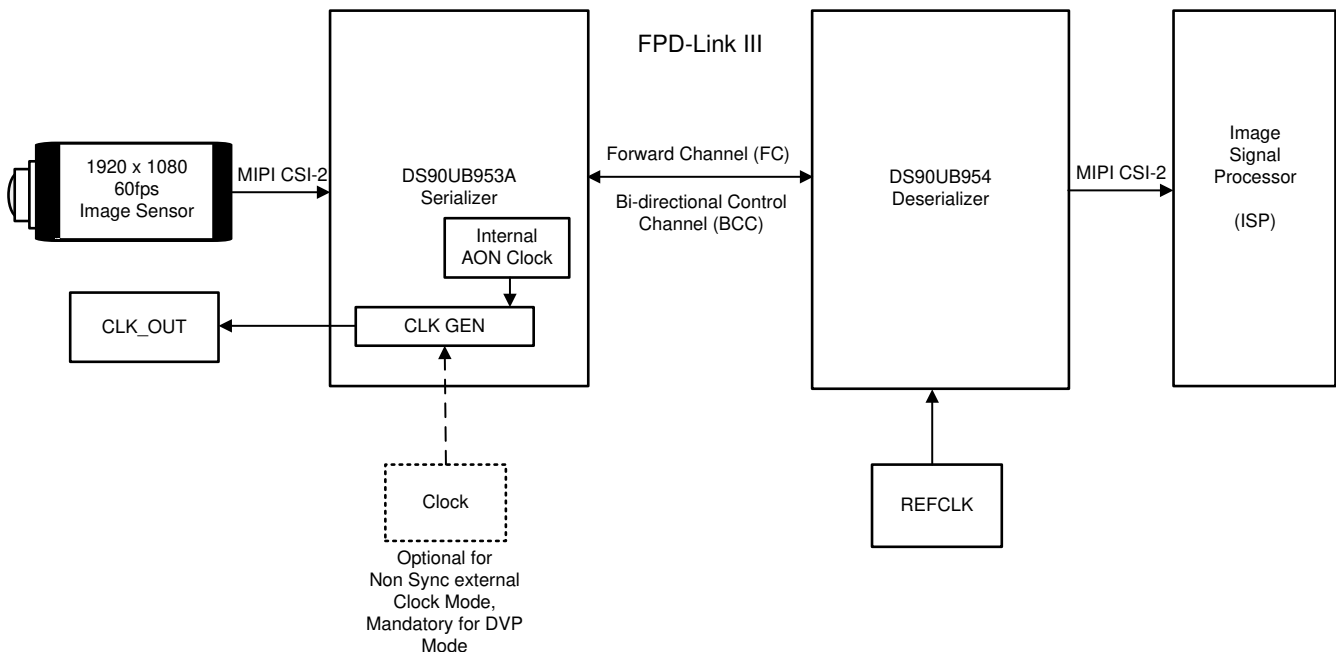 FPD-Link III
1920 x 1080
60fps
Image Sensor
MIPI CSI-2
DS90UB953A
Serializer
Internal
AON Clock
CLK GEN
CLK_OUT
Clock
Optional for
Non Sync external
Clock Mode,
Mandatory for DVP
Mode
Forward Channel (FC)
Bi-directional Control
Channel (BCC)
DS90UB954
Deserializer
REFCLK
MIPI CSI-2
Image
Signal
Processor
(ISP)